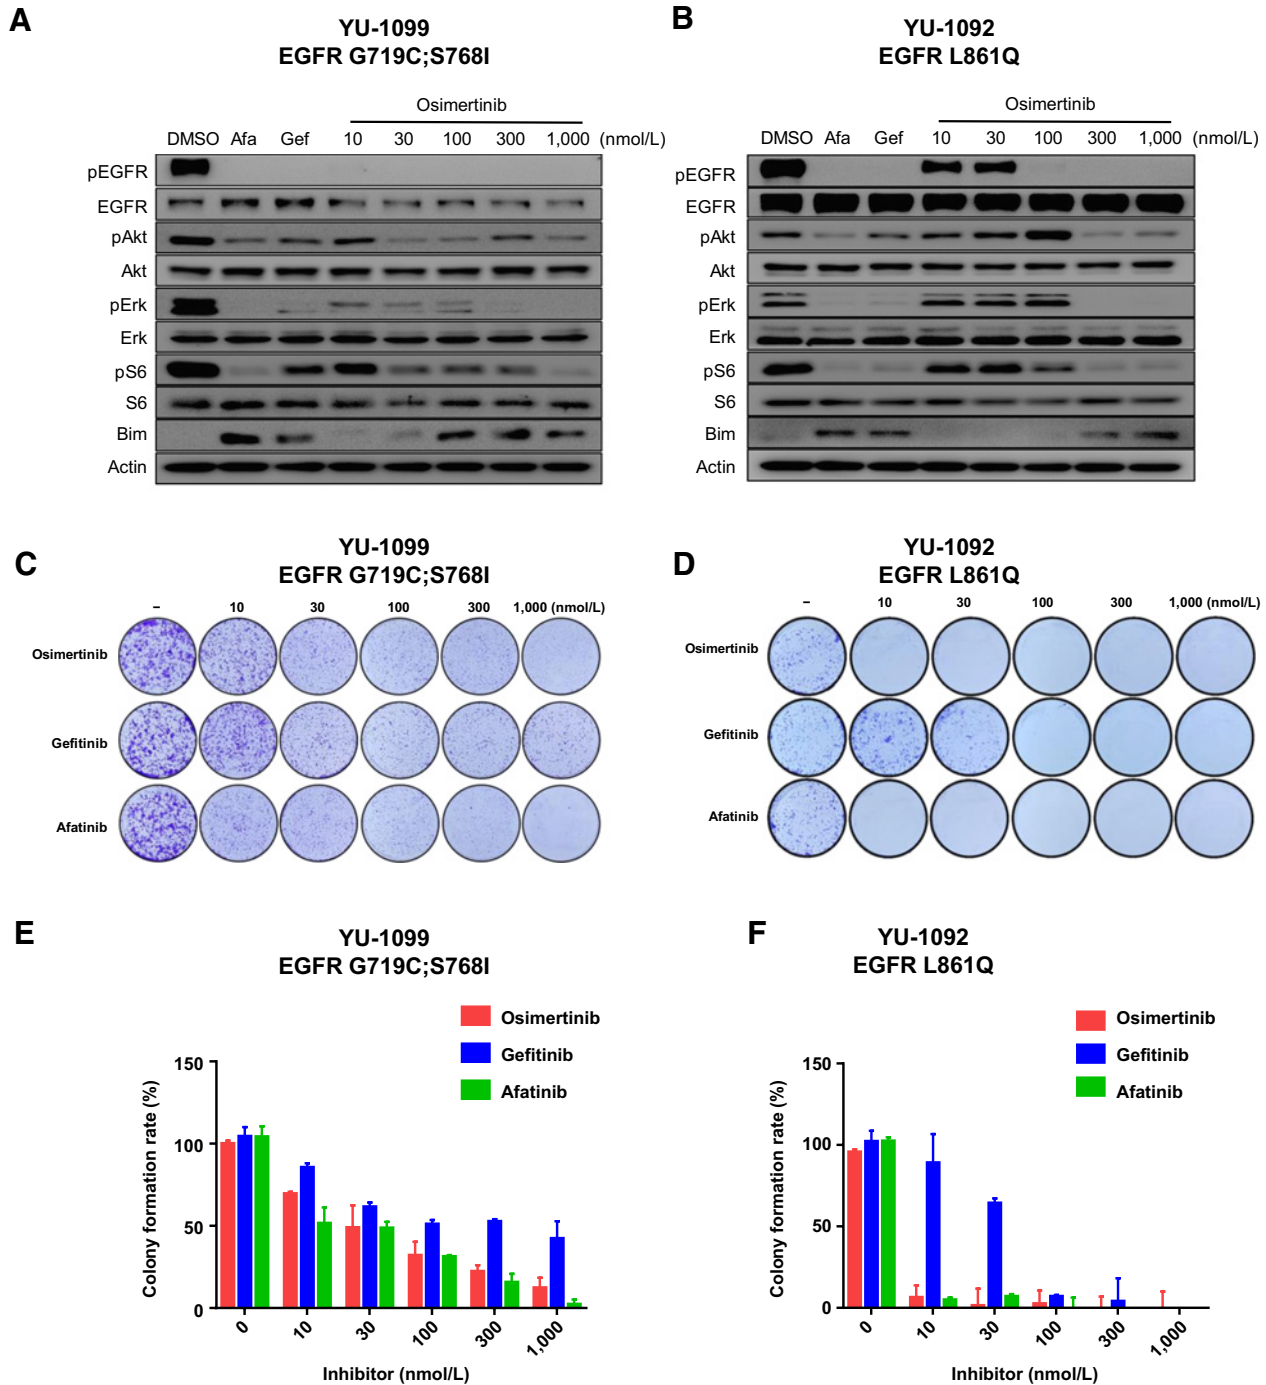 A
YU-1099
EGFR G719C;S768I
Osimertinib
DMSO Afa Gef 10 30 100 300 1,000 (nmol/L)
pEGFR
EGFR
pAkt
Akt
pErk
Erk
pS6
S6
Bim
Actin
B
YU-1092
EGFR L861Q
Osimertinib
DMSO Afa Gef 10 30 100 300 1,000 (nmol/L)
pEGFR
EGFR
pAkt
Akt
pErk
Erk
pS6
S6
Bim
Actin
C
YU-1099
EGFR G719C;S768I
– 10 30 100 300 1,000 (nmol/L)
Osimertinib
Gefitinib
Afatinib
D
YU-1092
EGFR L861Q
– 10 30 100 300 1,000 (nmol/L)
Osimertinib
Gefitinib
Afatinib
E
YU-1099
EGFR G719C;S768I
Osimertinib
Gefitinib
Afatinib
Colony formation rate (%)
150
100
50
0
0 10 30 100 300 1,000
Inhibitor (nmol/L)
F
YU-1092
EGFR L861Q
Osimertinib
Gefitinib
Afatinib
Colony formation rate (%)
150
100
50
0
0 10 30 100 300 1,000
Inhibitor (nmol/L)